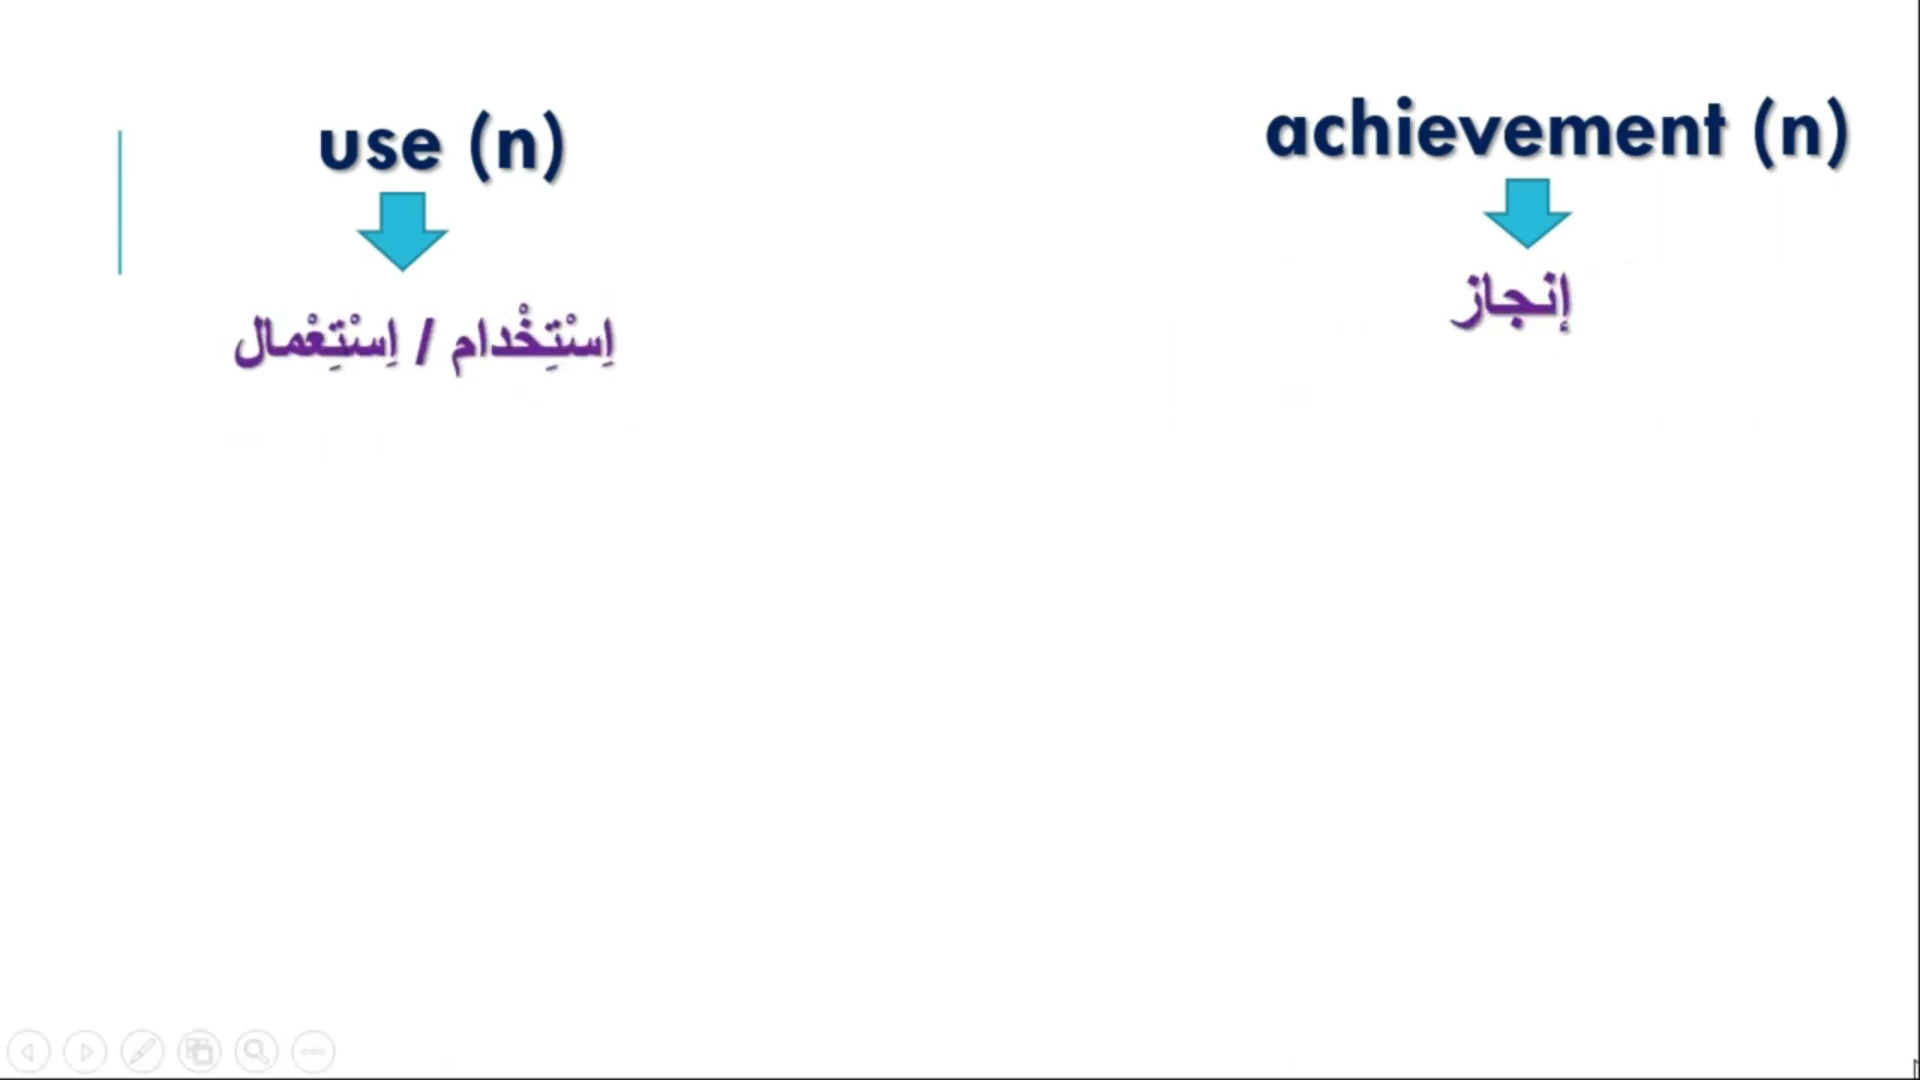 use (n)
اِسْتِخْدام / اِسْتِعْمال
achievement (n)
إنجاز